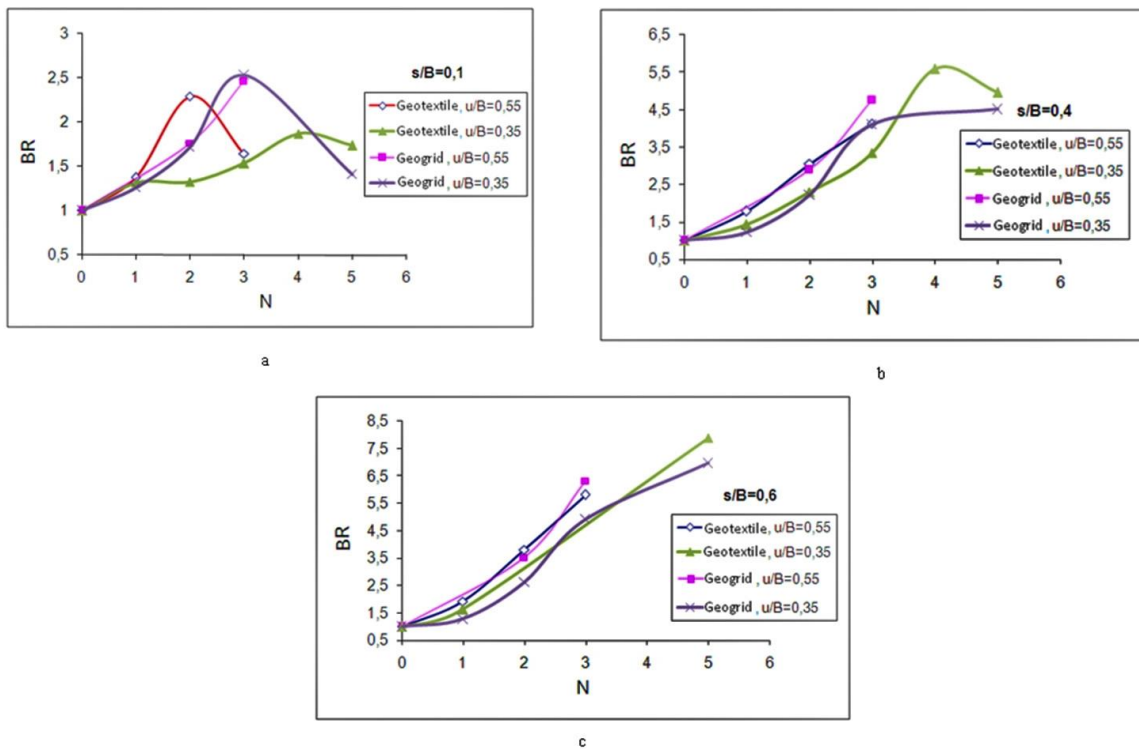 3
2,5
2
1,5
1
0,5
BR
0 1 2 3 4 5 6
N
s/B=0,1
Geotextile, u/B=0,55
Geotextile, u/B=0,35
Geogrid, u/B=0,55
Geogrid, u/B=0,35
a
6,5
5,5
4,5
3,5
2,5
1,5
0,5
BR
0 1 2 3 4 5 6
N
s/B=0,4
Geotextile, u/B=0,55
Geotextile, u/B=0,35
Geogrid , u/B=0,55
Geogrid , u/B=0,35
b
8,5
7,5
6,5
5,5
4,5
3,5
2,5
1,5
0,5
BR
0 1 2 3 4 5 6
N
s/B=0,6
Geotextile, u/B=0,55
Geotextile, u/B=0,35
Geogrid , u/B=0,55
Geogrid , u/B=0,35
c